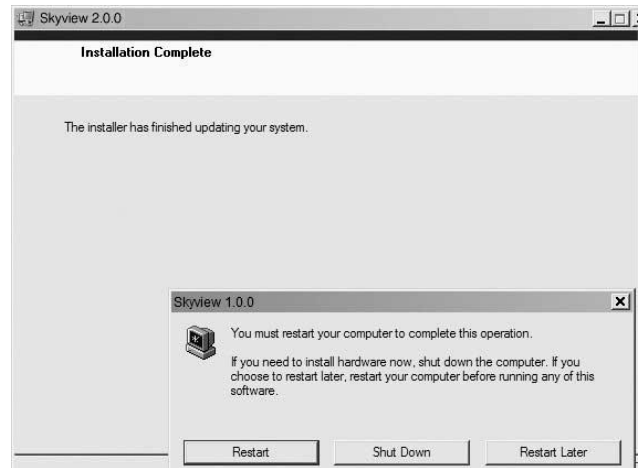 Skyview 2.0.0
Installation Complete
The installer has finished updating your system.
Skyview 1.0.0
You must restart your computer to complete this operation.
If you need to install hardware now, shut down the computer. If you
choose to restart later, restart your computer before running any of this
software.
Restart
Shut Down
Restart Later